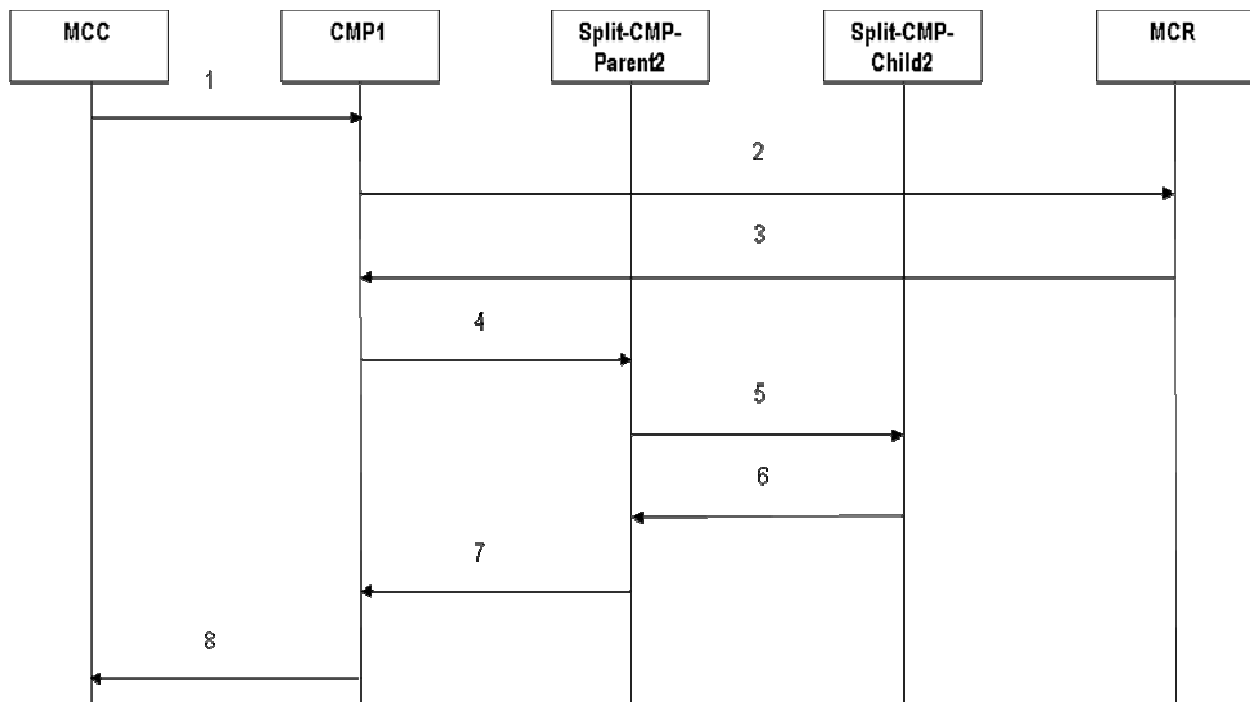 MCC
CMP1
Split-CMP-
Parent2
Split-CMP-
Child2
MCR
1
2
3
4
5
6
7
8